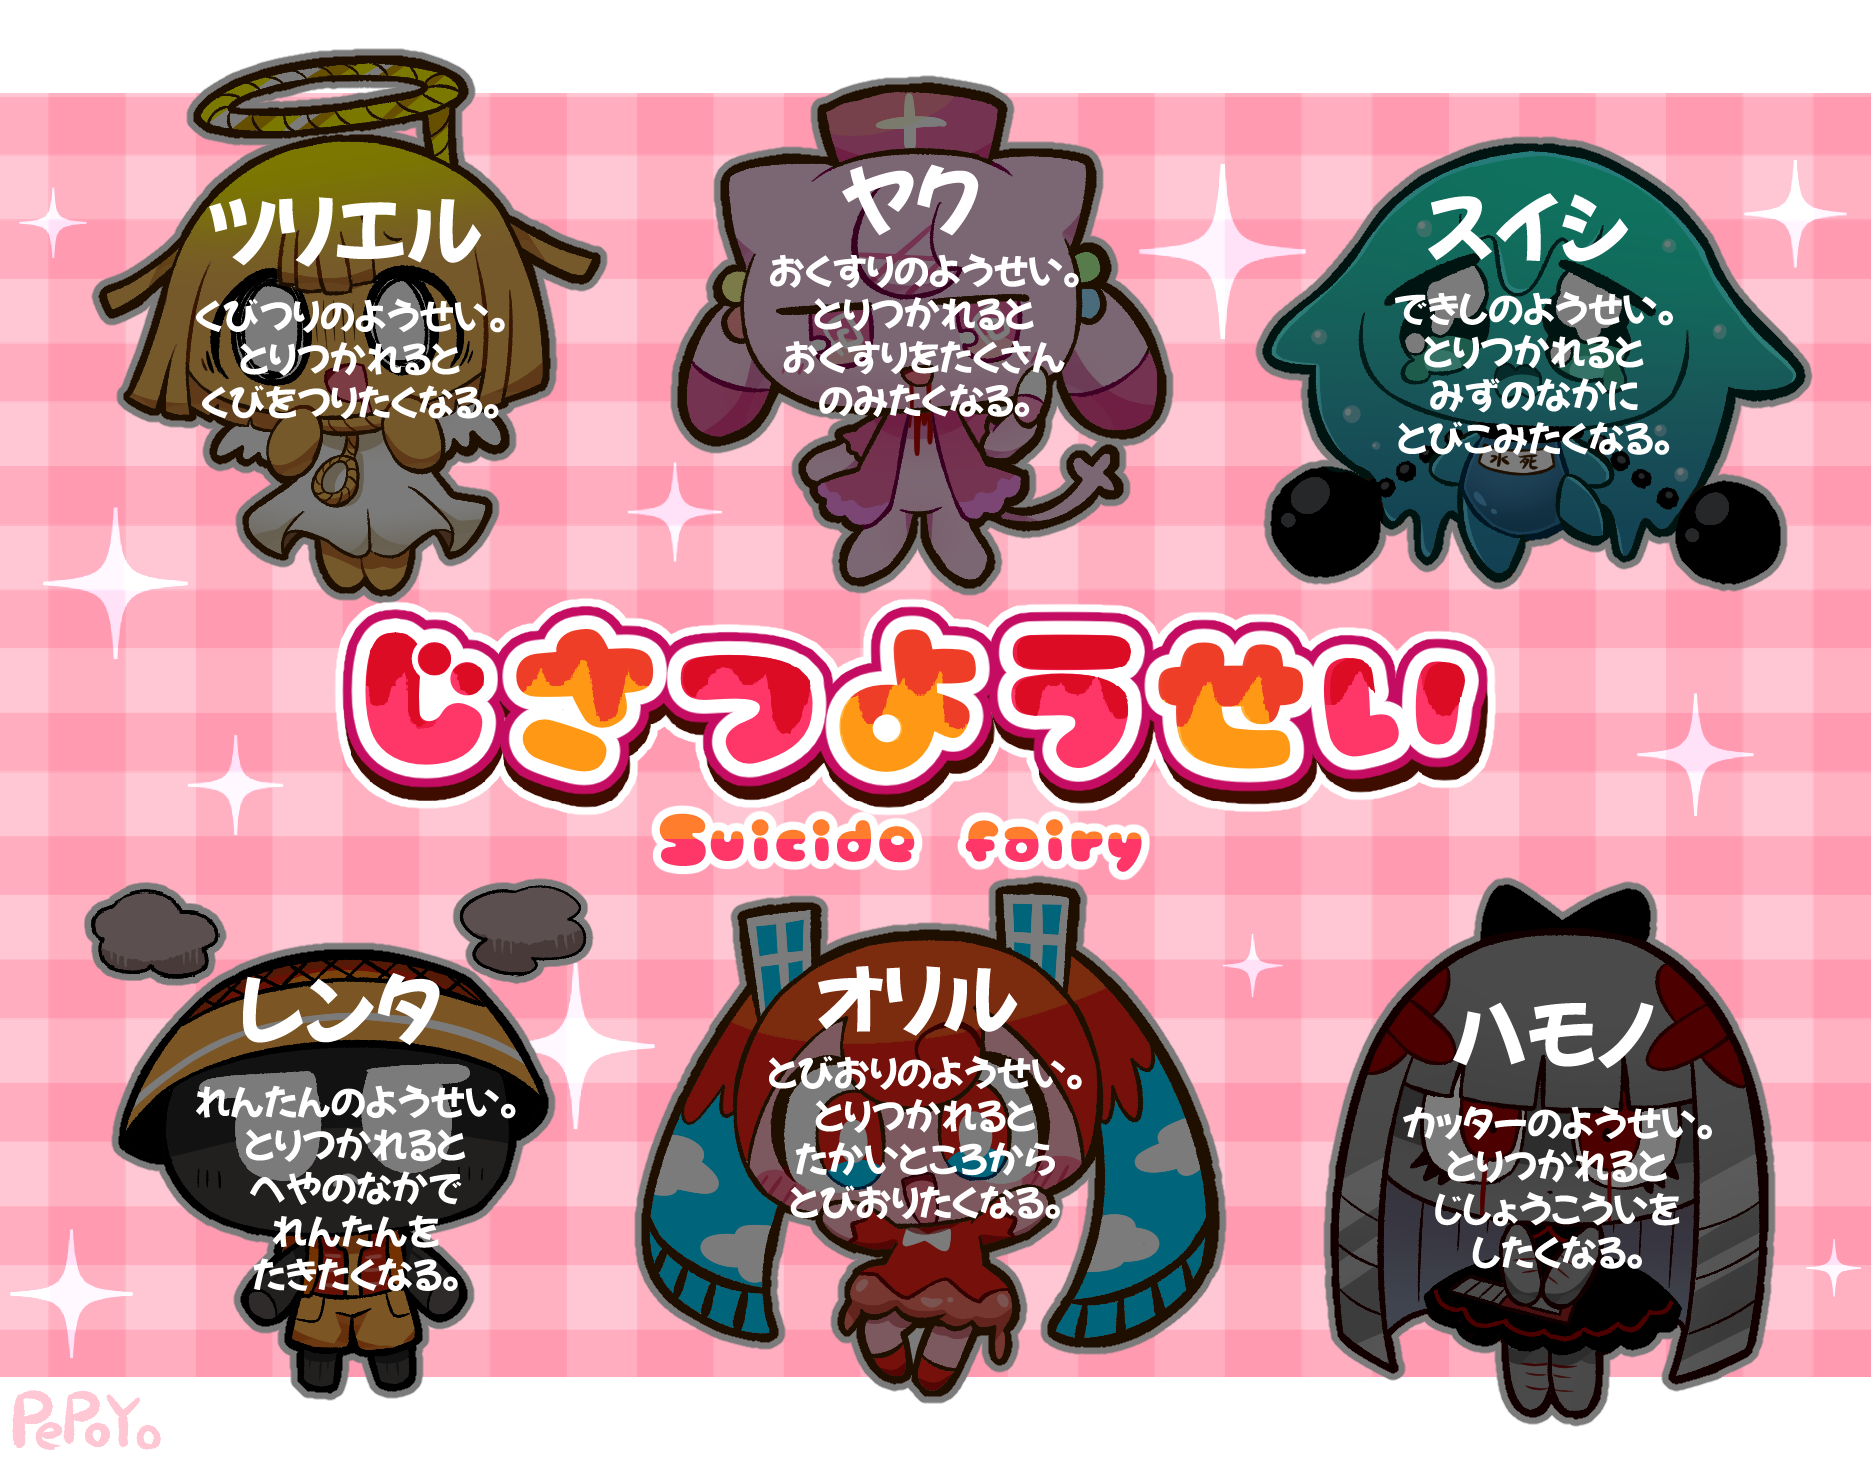 ツリエル
くびつりのようせい。
とりつかれると
くびをつりたくなる。
ヤク
おくすりのようせい。
とりつかれると
おくすりをたくさん
のみたくなる。
スイシ
できしのようせい。
とりつかれると
みずのなかに
とびこみたくなる。
水死
じさつようせい
Suicide fairy
レンタ
れんたんのようせい。
とりつかれると
へやのなかで
れんたんを
たきたくなる。
オリル
とびおりのようせい。
とりつかれると
たかいところから
とびおりたくなる。
ハモノ
カッターのようせい。
とりつかれると
じしょうこういを
したくなる。
PePoYo